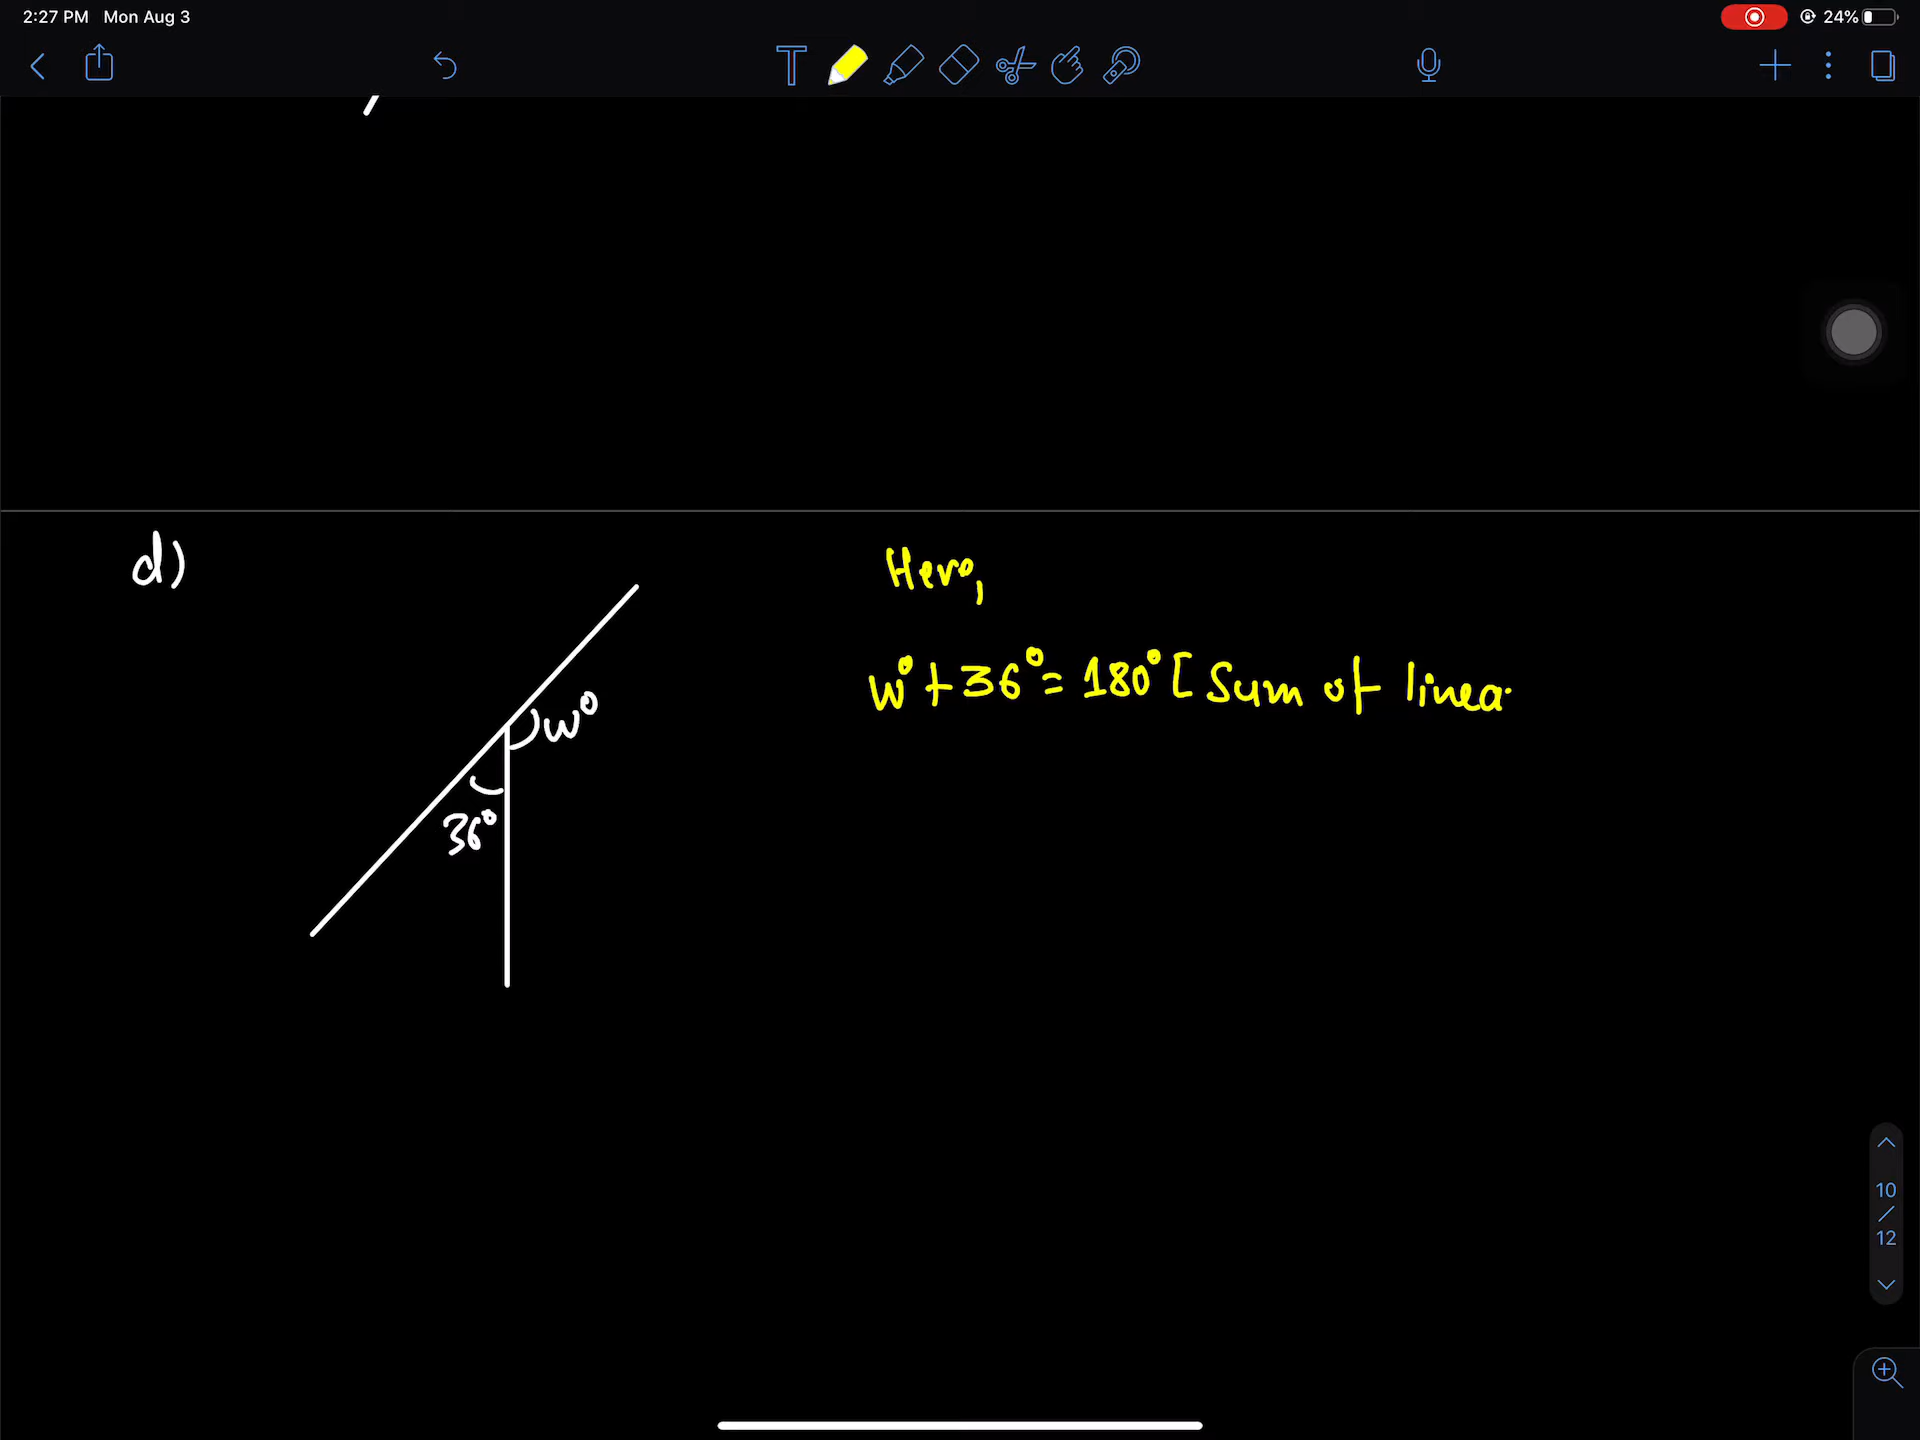 2:27 PM Mon Aug 3
24%
T
d)
Here,
w° + 36° = 180° [ Sum of linea
w°
36°
10
/
12